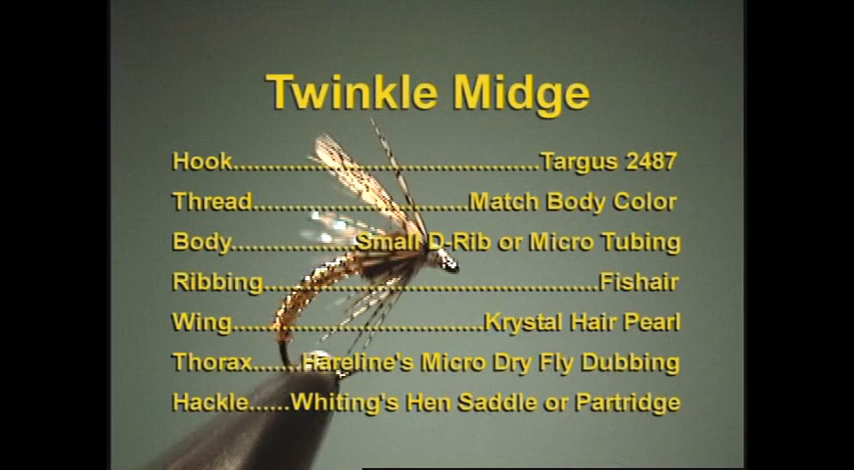 Twinkle Midge
Hook............................................Targus 2487
Thread...............................Match Body Color
Body.................Small D-Rib or Micro Tubing
Ribbing................................................Fishair
Wing....................................Krystal Hair Pearl
Thorax.......Hareline's Micro Dry Fly Dubbing
Hackle......Whiting's Hen Saddle or Partridge